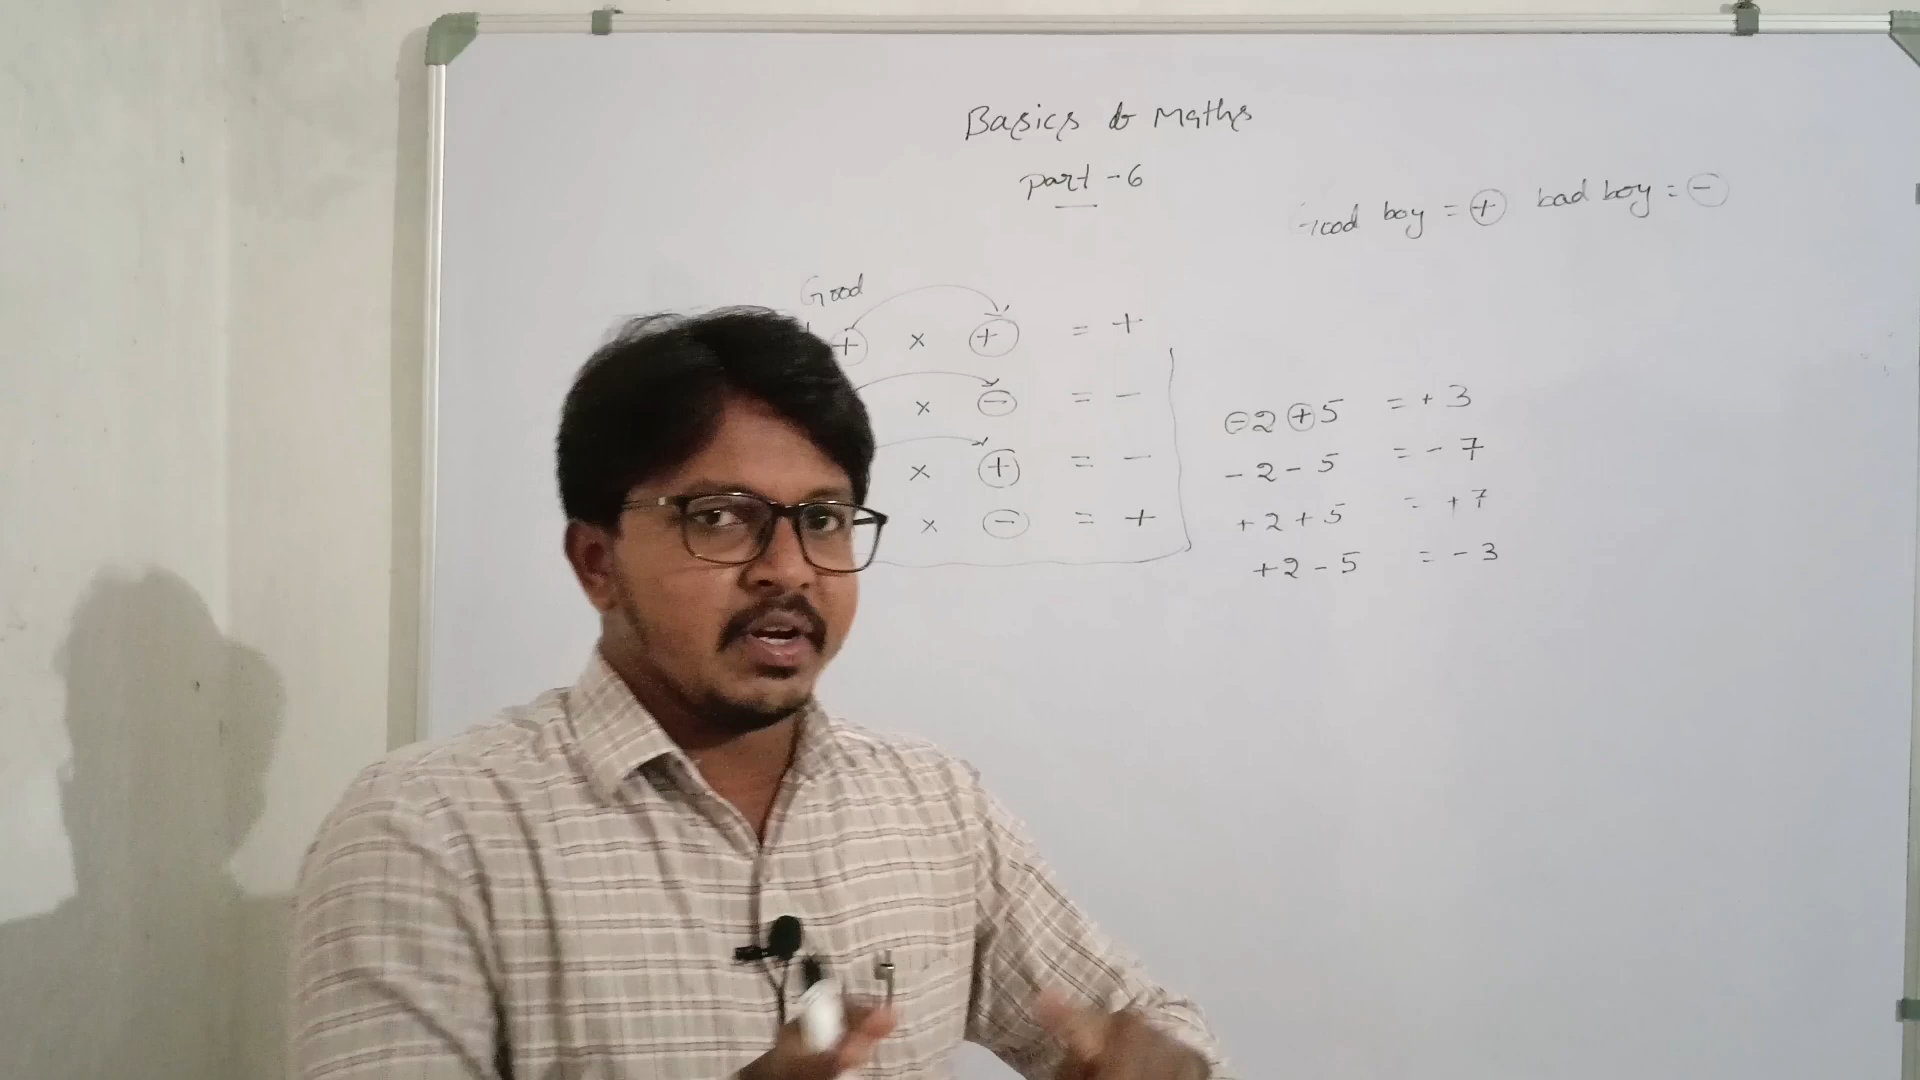 Basics of Maths
part - 6
Good boy = + bad boy = -
Good
+ × + = +
× - = -
× + = -
× - = +
-2 +5 = +3
-2 -5 = -7
+2 +5 = +7
+2 -5 = -3